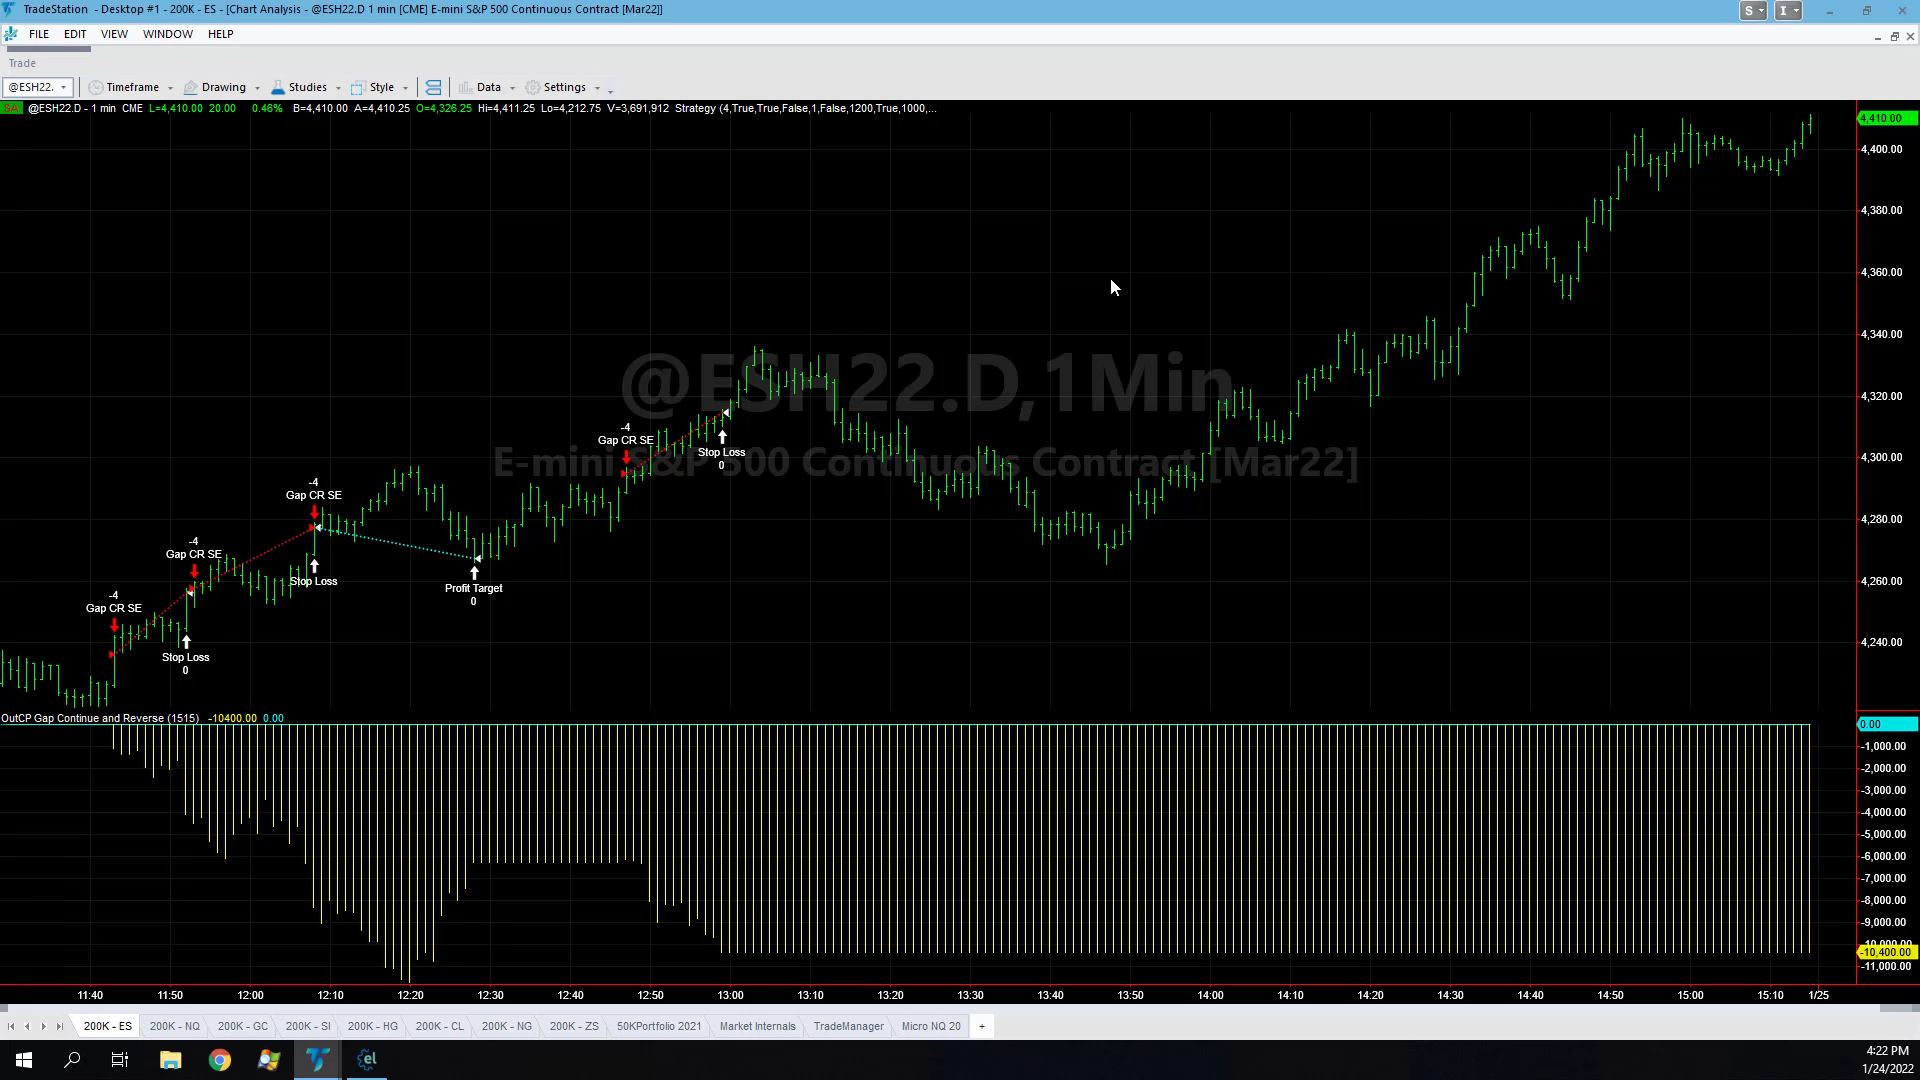 TradeStation - Desktop #1 - 200K - ES - [Chart Analysis - @ESH22.D 1 min [CME] E-mini S&P 500 Continuous Contract [Mar22]]
S
I
FILE EDIT VIEW WINDOW HELP
Trade
@ESH22. Timeframe Drawing Studies Style Data Settings
SA @ESH22.D - 1 min CME L=4,410.00 20.00 0.46% B=4,410.00 A=4,410.25 O=4,326.25 Hi=4,411.25 Lo=4,212.75 V=3,691,912 Strategy (4,True,True,False,1,False,1200,True,1000,...
4,410.00
4,400.00
4,380.00
4,360.00
4,340.00
4,320.00
4,300.00
4,280.00
4,260.00
4,240.00
@ESH22.D,1Min
E-mini S&P 500 Continuous Contract [Mar22]
-4
Gap CR SE
Stop Loss
0
-4
Gap CR SE
Stop Loss
-4
Gap CR SE
Profit Target
0
-4
Gap CR SE
Stop Loss
0
OutCP Gap Continue and Reverse (1515) -10400.00 0.00
0.00
-1,000.00
-2,000.00
-3,000.00
-4,000.00
-5,000.00
-6,000.00
-7,000.00
-8,000.00
-9,000.00
-10,000.00
-10,400.00
-11,000.00
11:40 11:50 12:00 12:10 12:20 12:30 12:40 12:50 13:00 13:10 13:20 13:30 13:40 13:50 14:00 14:10 14:20 14:30 14:40 14:50 15:00 15:10 1/25
200K - ES 200K - NQ 200K - GC 200K - SI 200K - HG 200K - CL 200K - NG 200K - ZS 50KPortfolio 2021 Market Internals TradeManager Micro NQ 20 +
el
4:22 PM
1/24/2022